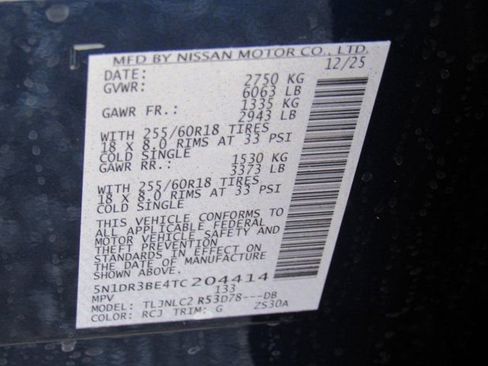 MFD BY NISSAN MOTOR CO., LTD.
DATE: 12/25
GVWR: 2750 KG
6063 LB
GAWR FR.: 1335 KG
2943 LB
WITH 255/60R18 TIRES
18 X 8.0 RIMS AT 33 PSI
COLD SINGLE
GAWR RR.: 1530 KG
3373 LB
WITH 255/60R18 TIRES
18 X 8.0 RIMS AT 33 PSI
COLD SINGLE
THIS VEHICLE CONFORMS TO
ALL APPLICABLE FEDERAL
MOTOR VEHICLE SAFETY AND
THEFT PREVENTION
STANDARDS IN EFFECT ON
THE DATE OF MANUFACTURE
SHOWN ABOVE.
5N1DR3BE4TC204414
MPV 133
MODEL: TL3NLC2 R53D78---DB
COLOR: RCJ TRIM: G ZS30A